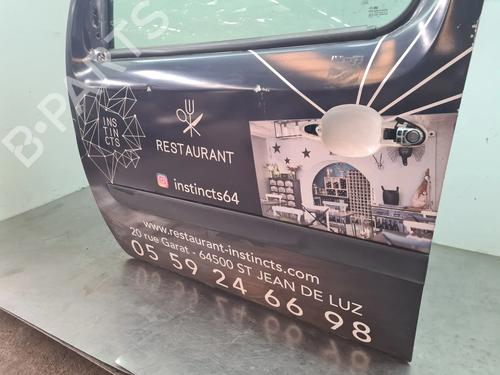 INS
TIN
CTS
RESTAURANT
instincts64
www.restaurant-instincts.com
20 rue Garat - 64500 ST JEAN DE LUZ
05 59 24 66 98
B-PARTS